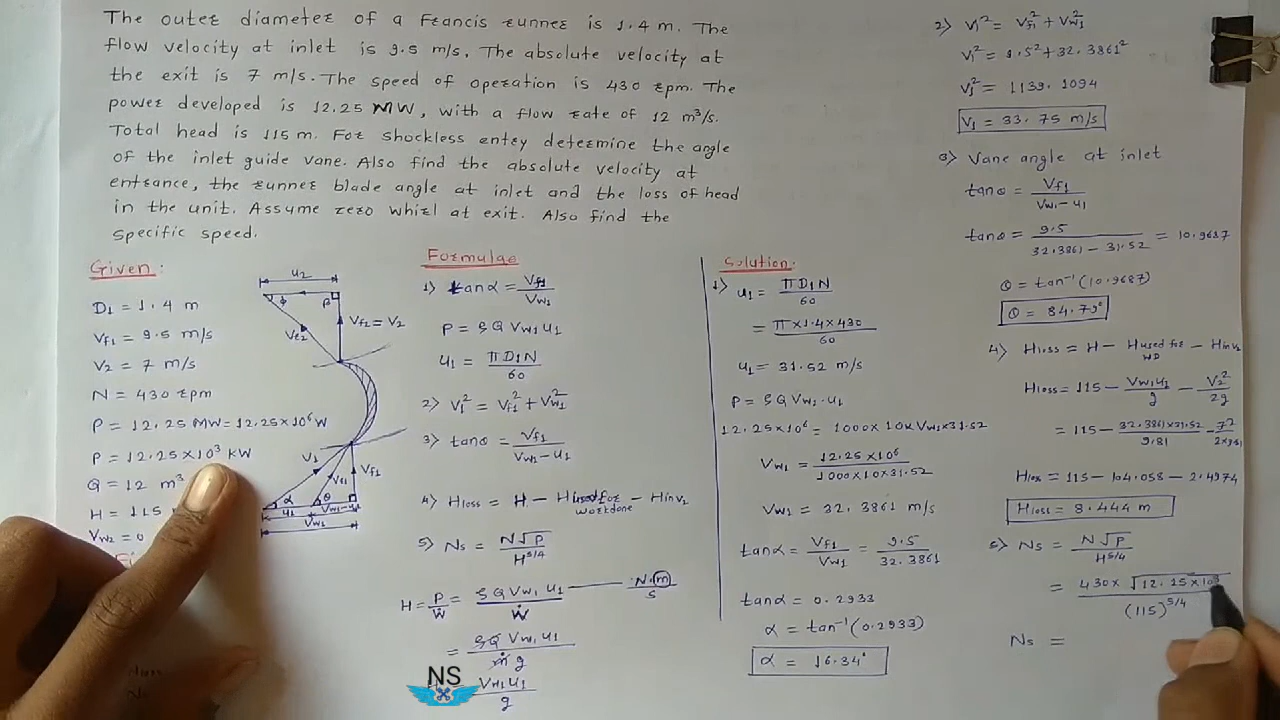 The outer diameter of a Francis runner is 1.4 m. The
flow velocity at inlet is 9.5 m/s. The absolute velocity at
the exit is 7 m/s. The speed of operation is 430 rpm. The
power developed is 12.25 MW, with a flow rate of 12 m³/s.
Total head is 115 m. For shockless entry determine the angle
of the inlet guide vane. Also find the absolute velocity at
entrance, the runner blade angle at inlet and the loss of head
in the unit. Assume zero whirl at exit. Also find the
specific speed.
Given:
D₁ = 1.4 m
Vf₁ = 9.5 m/s
V₂ = 7 m/s
N = 430 rpm
P = 12.25 MW = 12.25×10⁶ W
P = 12.25 ×10³ kW
Q = 12 m³
H = 115
Vw₂ = 0
u₂
ϕ
β
Vr₂
Vf₂ = V₂
V₁
Vr₁
Vf₁
α
θ
u₁
Vw₁-u₁
Vw₁
Formulae
1) tanα = Vf₁/Vw₁
P = ρ Q Vw₁ u₁
u₁ = π D₁ N/60
2) V₁² = Vf₁² + Vw₁²
3) tanθ = Vf₁/Vw₁-u₁
4) Hloss = H - Hused for workdone - Hinv₂
5) Ns = N√P/H^5/4
H = P/W = ρ Q Vw₁ u₁/Ẇ N.m/s
= ρ Q Vw₁ u₁/ṁ g
= Vw₁ u₁/g
NS
Solution:
1) u₁ = π D₁ N/60
= π×1.4×430/60
u₁ = 31.52 m/s
P = ρ Q Vw₁. u₁
12.25×10⁶ = 1000×10×Vw₁×31.52
Vw₁ = 12.25×10⁶/1000×10×31.52
Vw₁ = 32.3861 m/s
tanα = Vf₁/Vw₁ = 9.5/32.3861
tanα = 0.2933
α = tan⁻¹(0.2933)
α = 16.34°
2) V₁² = Vf₁² + Vw₁²
V₁² = 9.5² + 32.3861²
V₁² = 1139.1094
V₁ = 33.75 m/s
3) Vane angle at inlet
tanθ = Vf₁/Vw₁-u₁
tanθ = 9.5/32.3861 - 31.52 = 10.9687
θ = tan⁻¹(10.9687)
θ = 84.79°
4) Hloss = H - Hused for WD - Hinv₂
Hloss = 115 - Vw₁u₁/g - V₂²/2g
= 115 - 32.3861×31.52/9.81 - 7²/2×9.81
Hloss = 115 - 104.058 - 2.4974
Hloss = 8.444 m
5) Ns = N√P/H^5/4
= 430×√12.25×10³/(115)^5/4
Ns =